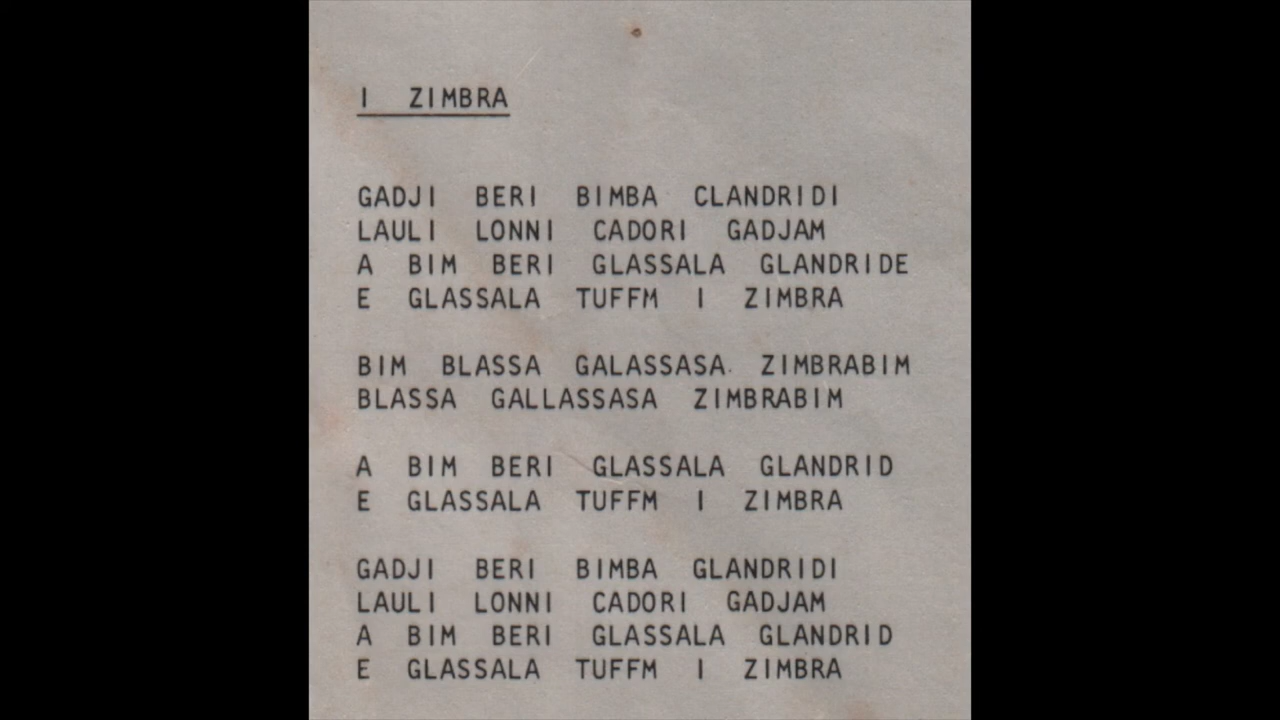 I ZIMBRA
GADJI BERI BIMBA CLANDRIDI
LAULI LONNI CADORI GADJAM
A BIM BERI GLASSALA GLANDRIDE
E GLASSALA TUFFM I ZIMBRA
BIM BLASSA GALASSASA ZIMBRABIM
BLASSA GALLASSASA ZIMBRABIM
A BIM BERI GLASSALA GLANDRID
E GLASSALA TUFFM I ZIMBRA
GADJI BERI BIMBA GLANDRIDI
LAULI LONNI CADORI GADJAM
A BIM BERI GLASSALA GLANDRID
E GLASSALA TUFFM I ZIMBRA